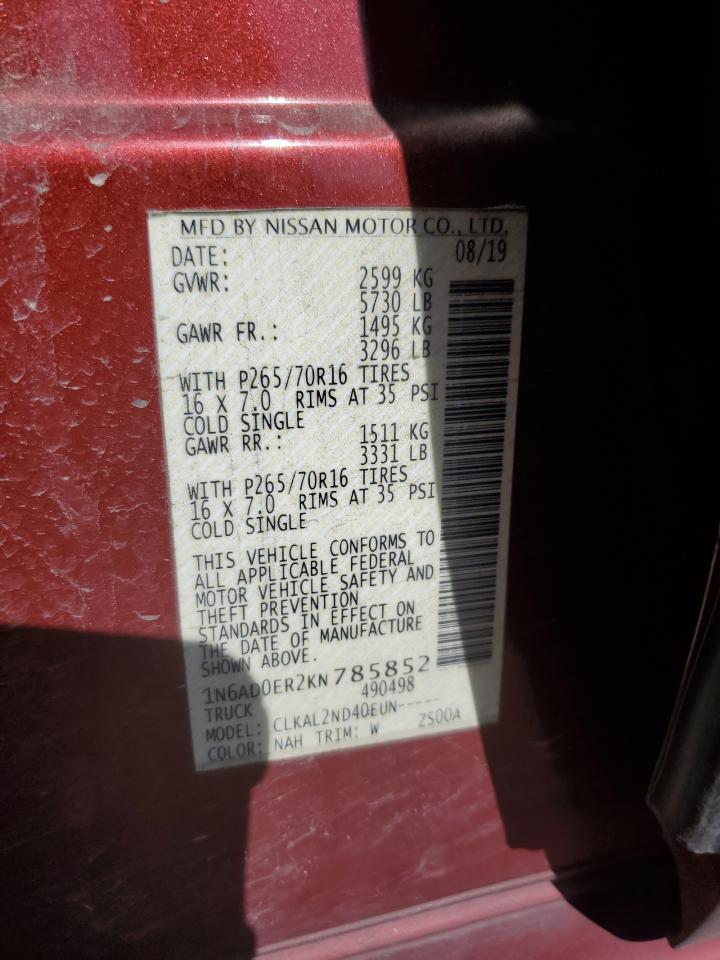 MFD BY NISSAN MOTOR CO., LTD.
DATE: 08/19
GVWR: 2599 KG
5730 LB
GAWR FR.: 1495 KG
3296 LB
WITH P265/70R16 TIRES
16 X 7.0 RIMS AT 35 PSI
COLD SINGLE
GAWR RR.: 1511 KG
3331 LB
WITH P265/70R16 TIRES
16 X 7.0 RIMS AT 35 PSI
COLD SINGLE
THIS VEHICLE CONFORMS TO
ALL APPLICABLE FEDERAL
MOTOR VEHICLE SAFETY AND
THEFT PREVENTION
STANDARDS IN EFFECT ON
THE DATE OF MANUFACTURE
SHOWN ABOVE.
1N6AD0ER2KN785852
TRUCK 490498
MODEL: CLKAL2ND40EUN-----
COLOR: NAH TRIM: W ZS00A